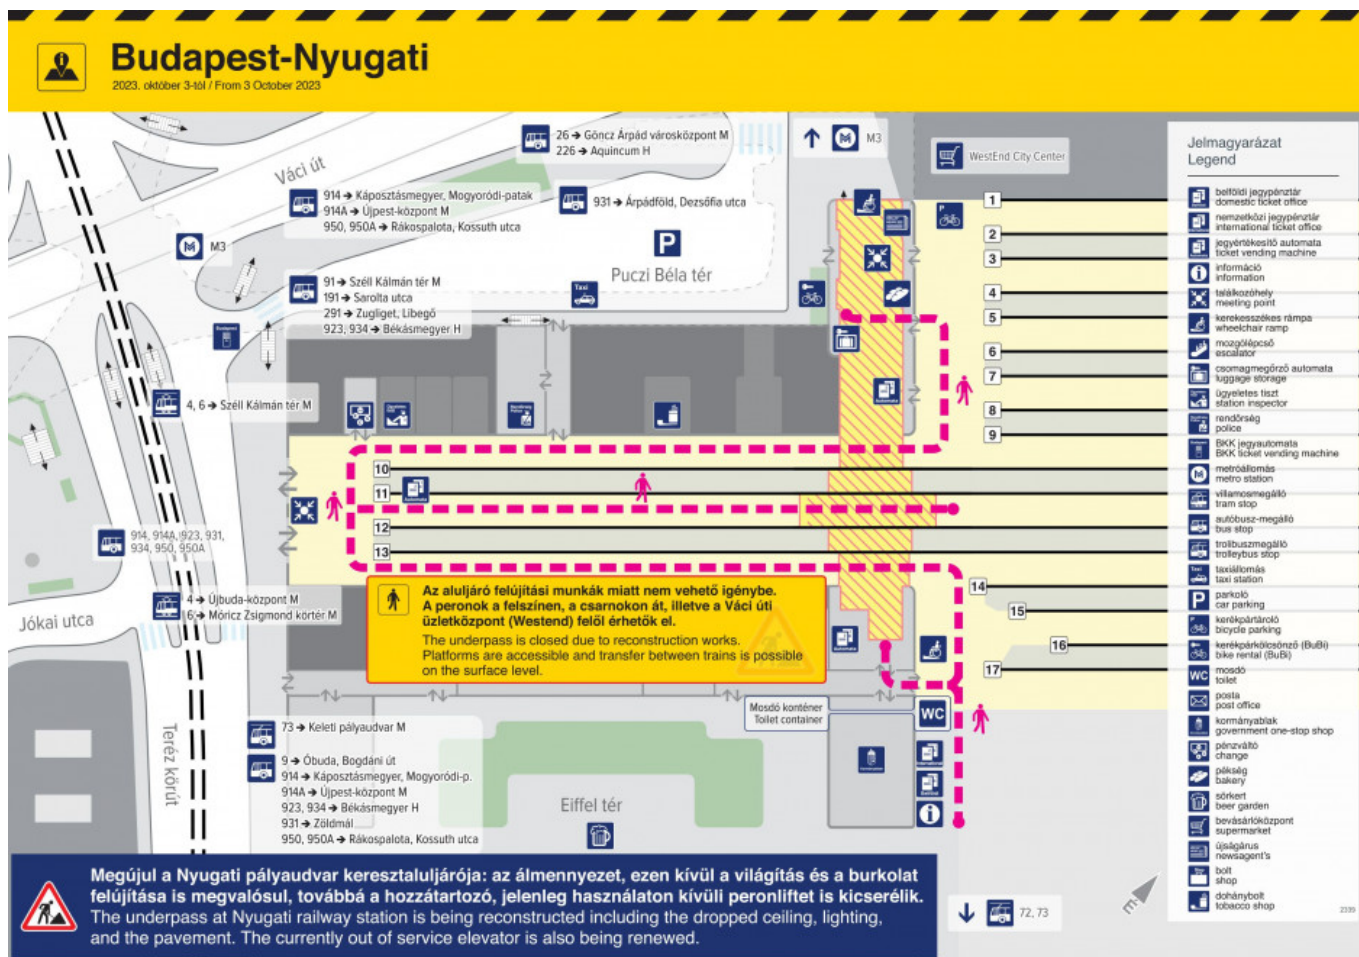 Budapest-Nyugati
2023. október 3-tól / From 3 October 2023
26 → Göncz Árpád városközpont M
226 → Aquincum H
M3
WestEnd City Center
Váci út
914 → Káposztásmegyer, Mogyoródi-patak
914A → Újpest-központ M
950, 950A → Rákospalota, Kossuth utca
931 → Árpádföld, Dezsőfia utca
M3
P
P
Puczi Béla tér
Taxi
91 → Széll Kálmán tér M
191 → Sarolta utca
291 → Zugliget, Libegő
923, 934 → Békásmegyer H
4, 6 → Széll Kálmán tér M
1
2
3
4
5
6
7
8
9
10
11
12
13
14
15
16
17
Automata
Automata
914, 914A, 923, 931,
934, 950, 950A
4 → Újbuda-központ M
6 → Móricz Zsigmond körtér M
Jókai utca
Teréz körút
Az aluljáró felújítási munkák miatt nem vehető igénybe.
A peronok a felszínen, a csarnokon át, illetve a Váci úti
üzletközpont (Westend) felől érhetők el.
The underpass is closed due to reconstruction works.
Platforms are accessible and transfer between trains is possible
on the surface level.
Automata
Mosdó konténer
Toilet container
WC
73 → Keleti pályaudvar M
9 → Óbuda, Bogdáni út
914 → Káposztásmegyer, Mogyoródi-p.
914A → Újpest-központ M
923, 934 → Békásmegyer H
931 → Zöldmál
950, 950A → Rákospalota, Kossuth utca
Eiffel tér
72, 73
É
Jelmagyarázat
Legend
belföldi jegypénztár
domestic ticket office
nemzetközi jegypénztár
international ticket office
jegyértékesítő automata
ticket vending machine
információ
information
találkozóhely
meeting point
kerekesszékes rámpa
wheelchair ramp
mozgólépcső
escalator
csomagmegőrző automata
luggage storage
ügyeletes tiszt
station inspector
rendőrség
police
BKK jegyautomata
BKK ticket vending machine
metróállomás
metro station
villamosmegálló
tram stop
autóbusz-megálló
bus stop
trolibuszmegálló
trolleybus stop
Taxi
taxiállomás
taxi station
P
parkoló
car parking
kerékpártároló
bicycle parking
kerékpárkölcsönző (BuBi)
bike rental (BuBi)
WC
mosdó
toilet
posta
post office
kormányablak
government one-stop shop
pénzváltó
change
pékség
bakery
sörkert
beer garden
bevásárlóközpont
supermarket
újságárus
newsagent's
bolt
shop
dohánybolt
tobacco shop
Megújul a Nyugati pályaudvar keresztaluljárója: az álmennyezet, ezen kívül a világítás és a burkolat
felújítása is megvalósul, továbbá a hozzátartozó, jelenleg használaton kívüli peronliftet is kicserélik.
The underpass at Nyugati railway station is being reconstructed including the dropped ceiling, lighting,
and the pavement. The currently out of service elevator is also being renewed.